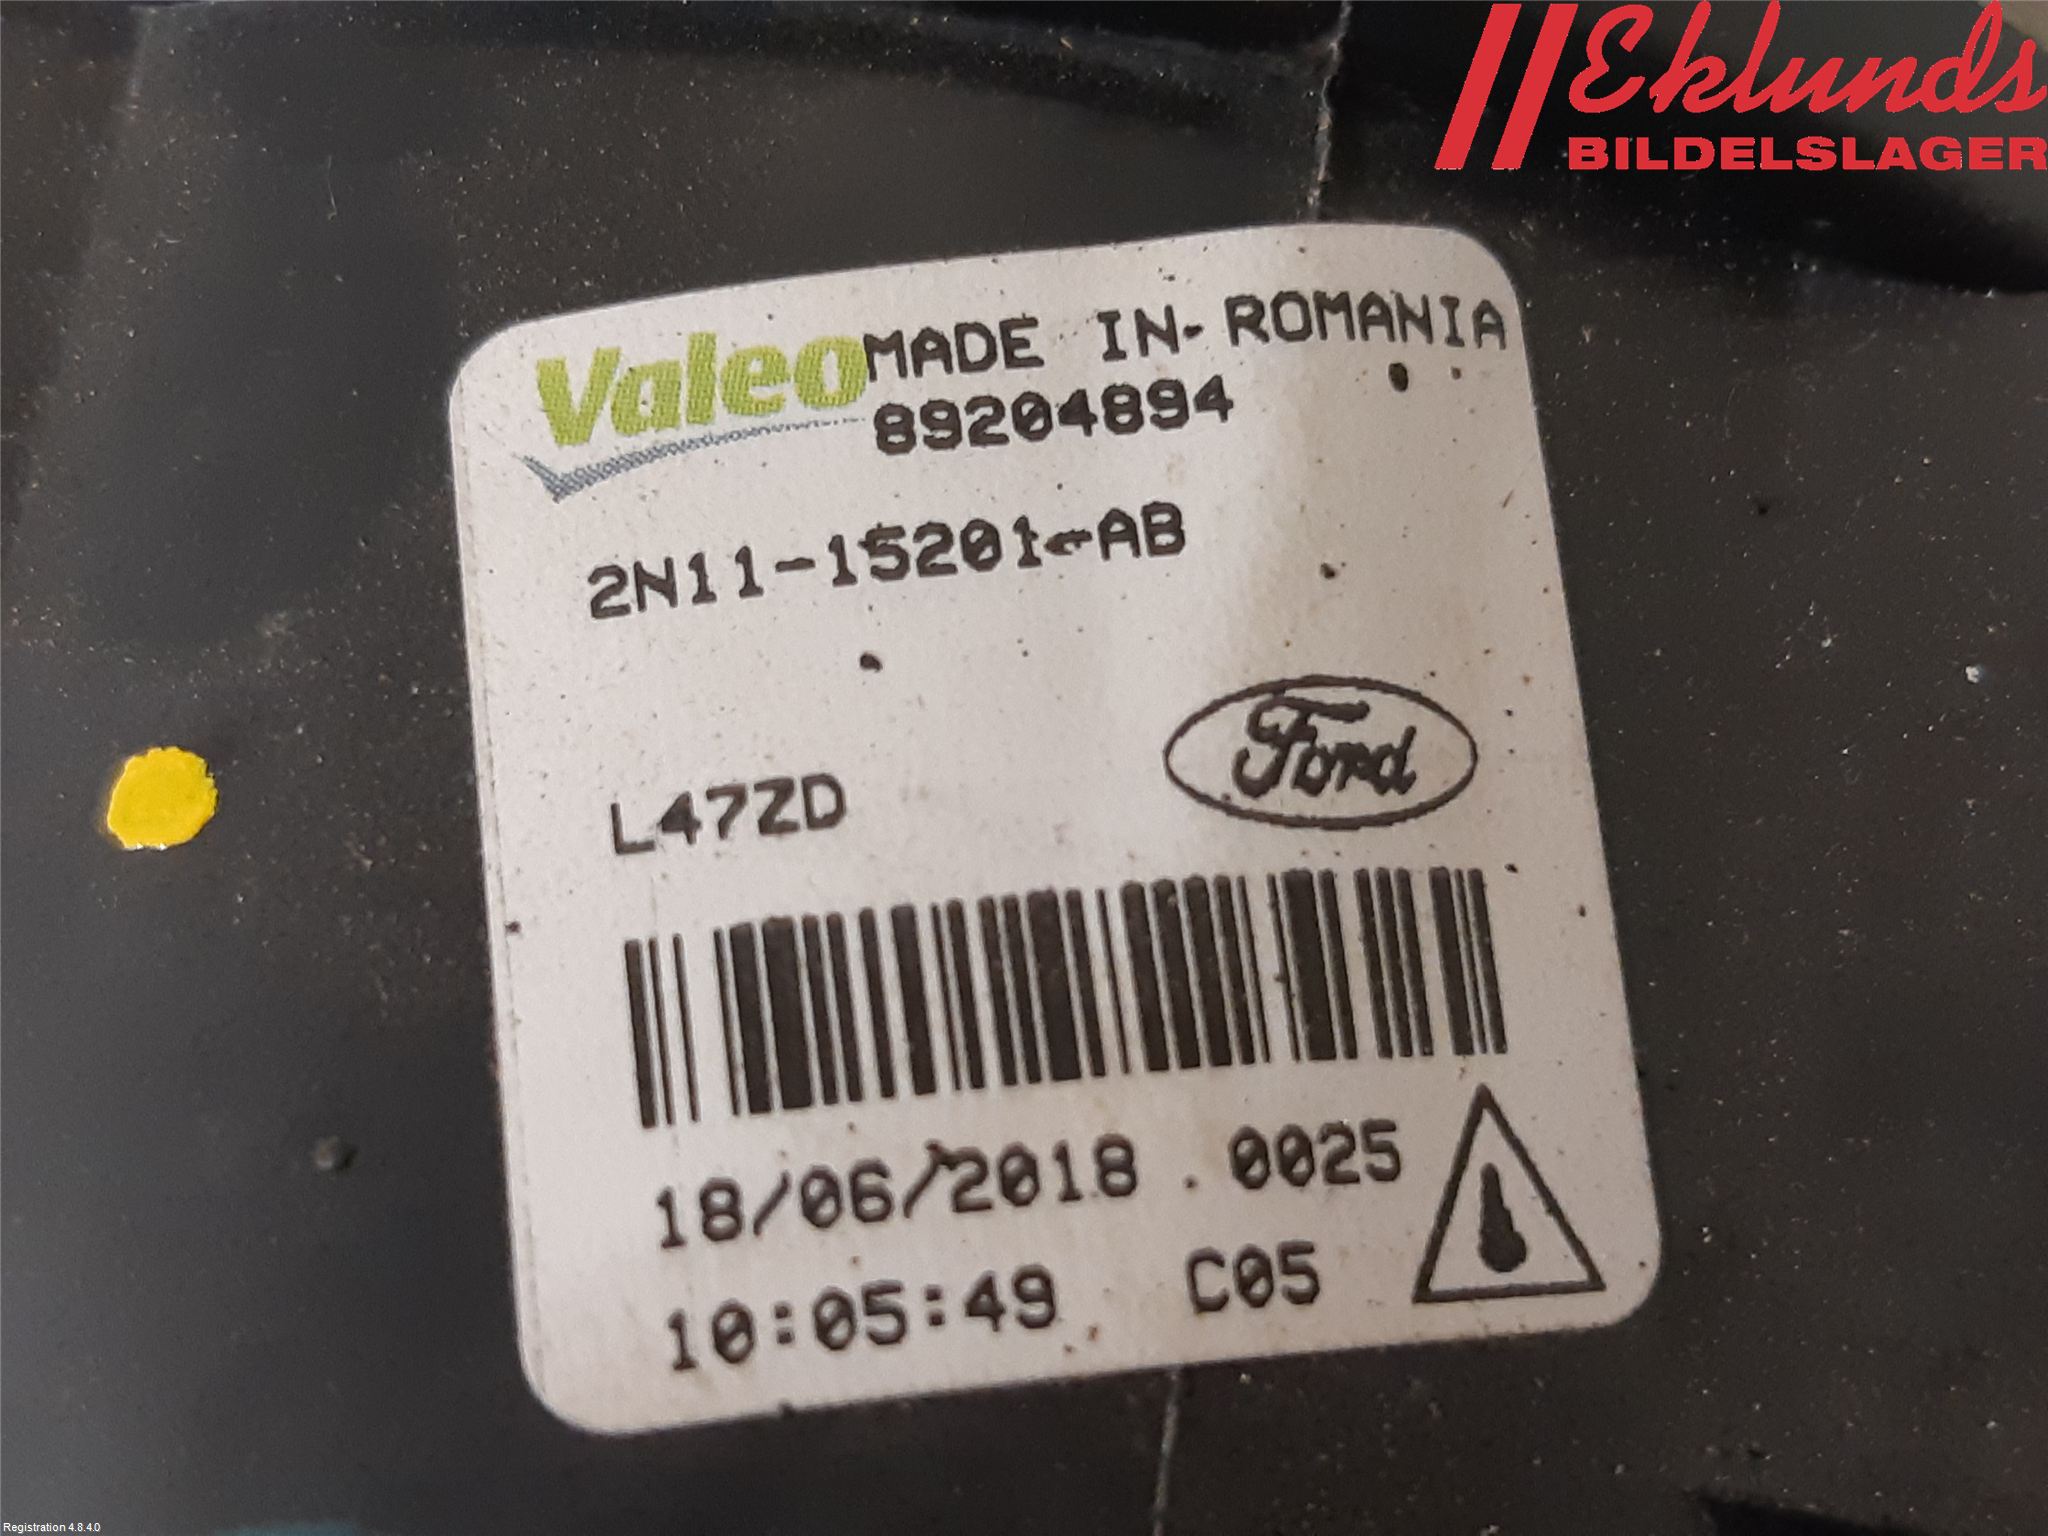 Eklunds
BILDELSLAGER
Valeo MADE IN ROMANIA
89204894
2N11-15201-AB
Ford
L47ZD
18/06/2018 . 0025
10:05:49 C05
Registration 4.8.4.0